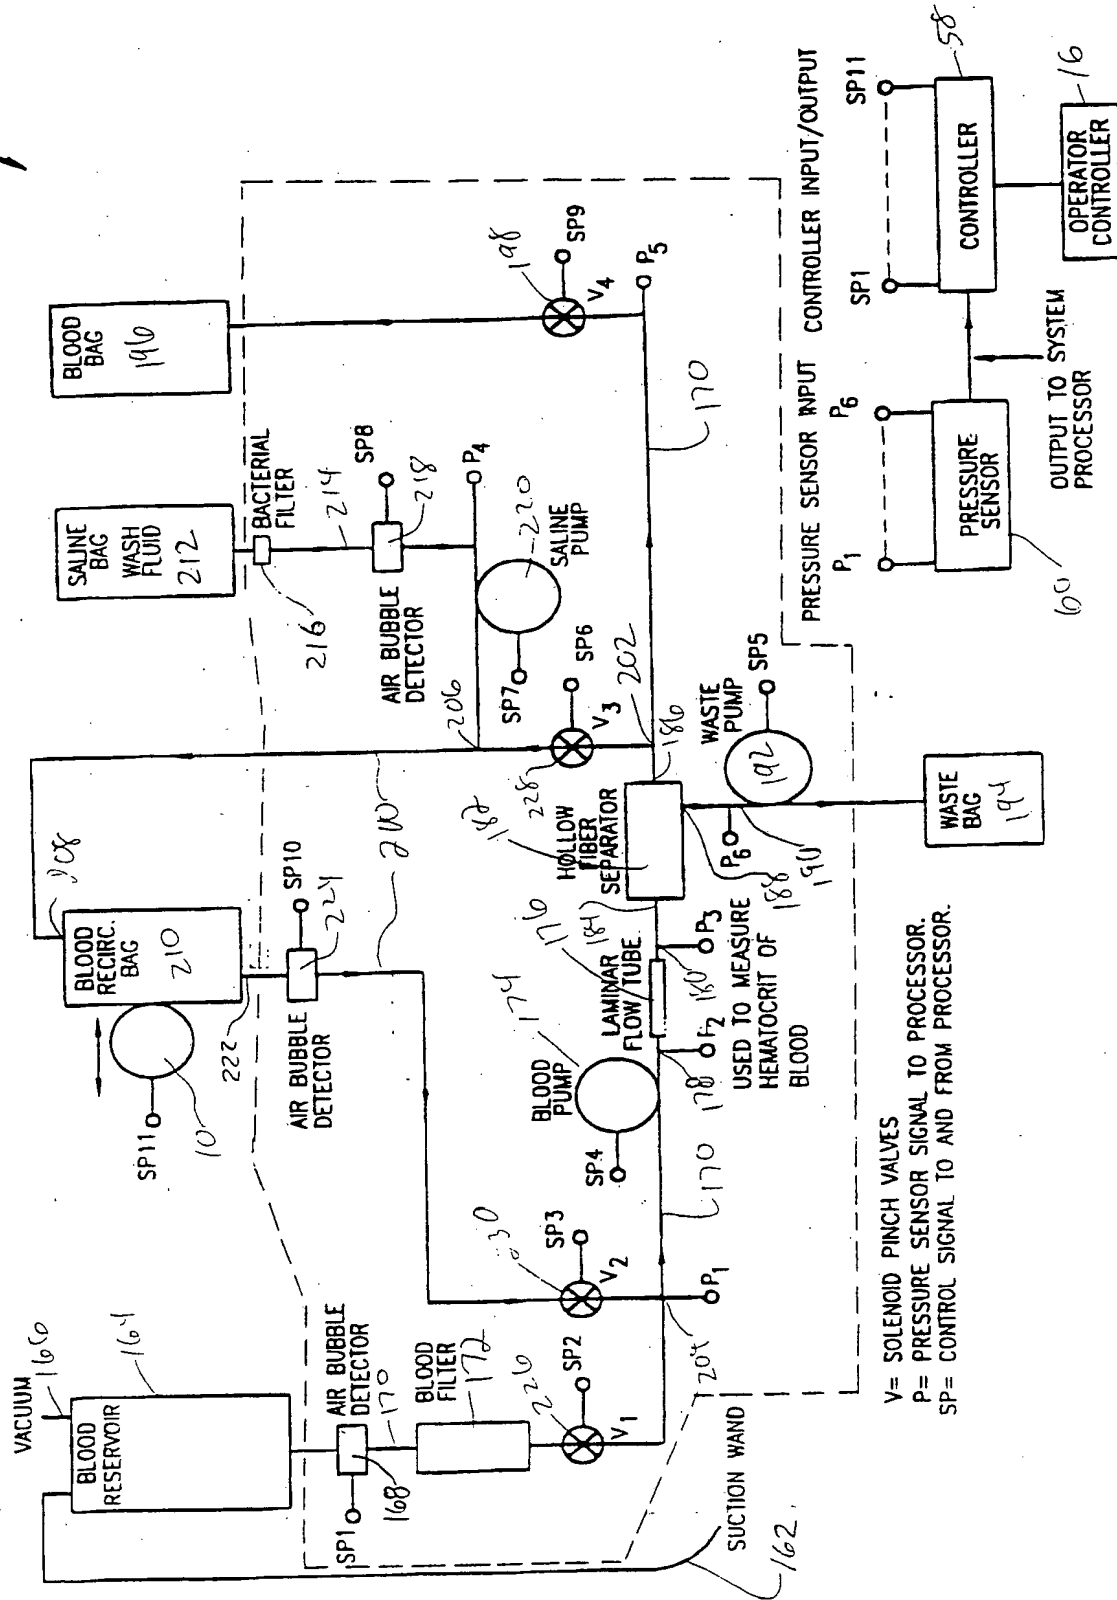 VACUUM
166
164
BLOOD
RESERVOIR
SP1
168
AIR BUBBLE
DETECTOR
170
BLOOD
FILTER
172
226
SP2
V1
SUCTION WAND
162
208
BLOOD
RECIRC.
BAG
210
SP11
10
222
SP10
224
AIR BUBBLE
DETECTOR
200
SP3
V2
P1
204
170
SP4
BLOOD
PUMP
174
178
P2
LAMINAR
FLOW TUBE
176
180
P3
USED TO MEASURE
HEMATOCRIT OF
BLOOD
184
182
HOLLOW
FIBER
SEPARATOR
186
188
P6
190
WASTE
PUMP
192
SP5
WASTE
BAG
194
202
228
V3
SP6
206
SP7
SALINE
PUMP
220
P4
SALINE
BAG
WASH
FLUID
212
BACTERIAL
FILTER
216
214
SP8
218
AIR BUBBLE
DETECTOR
BLOOD
BAG
196
198
SP9
V4
P5
170
PRESSURE SENSOR INPUT
P1
P6
PRESSURE
SENSOR
60
OUTPUT TO SYSTEM
PROCESSOR
CONTROLLER INPUT/OUTPUT
SP1
SP11
CONTROLLER
58
OPERATOR
CONTROLLER
16
V= SOLENOID PINCH VALVES
P= PRESSURE SENSOR SIGNAL TO PROCESSOR.
SP= CONTROL SIGNAL TO AND FROM PROCESSOR.